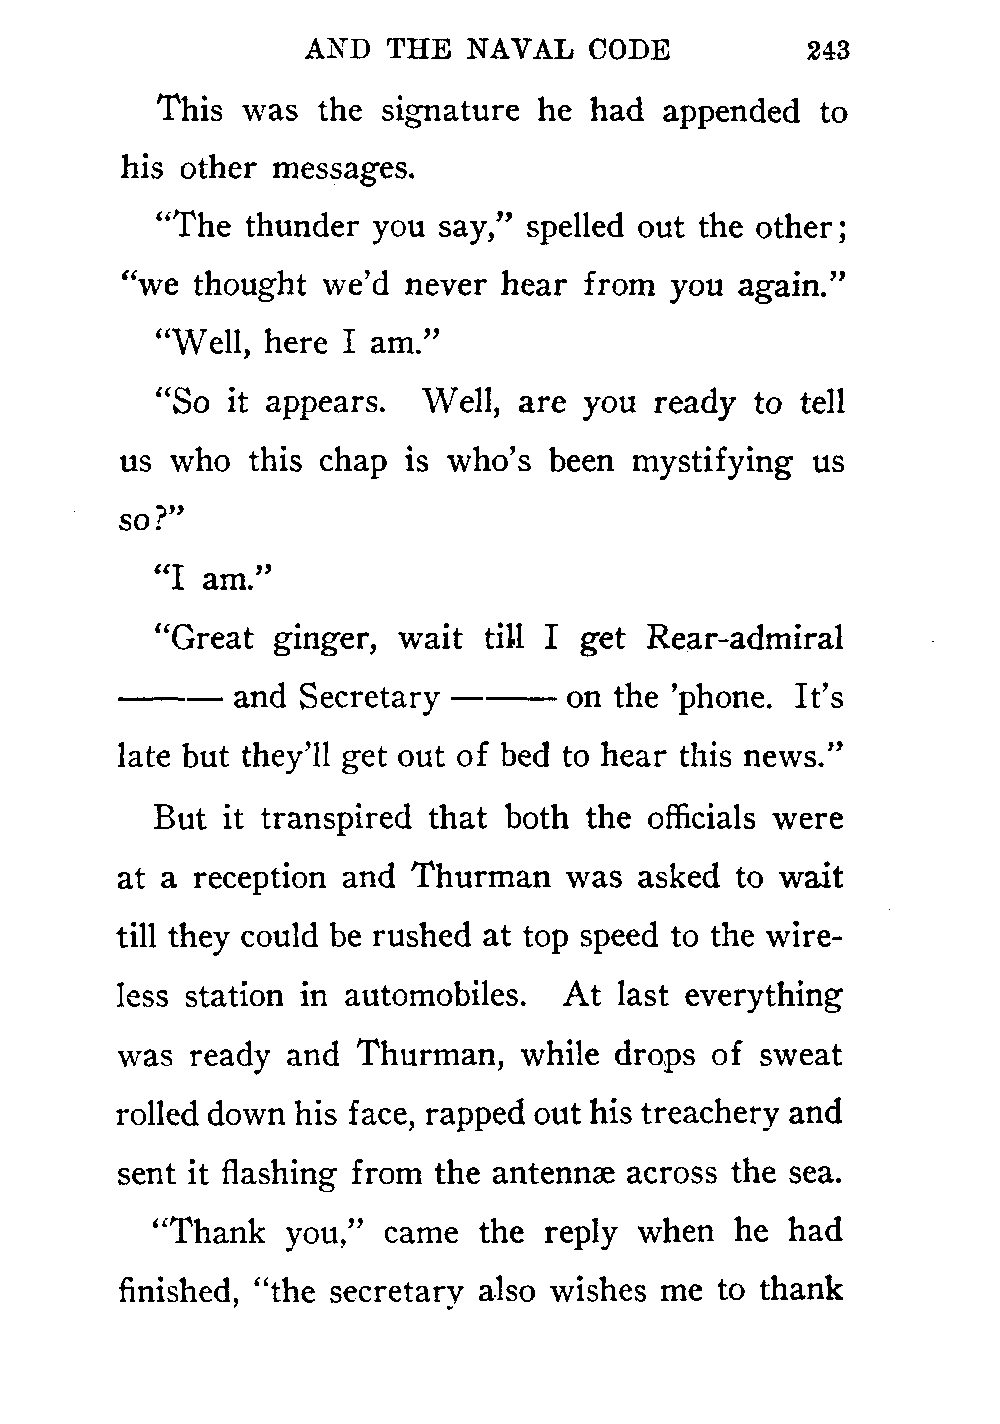 AND THE NAVAL CODE 243
This was the signature he had appended to
his other messages.
“The thunder you say,” spelled out the other;
“we thought we’d never hear from you again.”
“Well, here I am.”
“So it appears. Well, are you ready to tell
us who this chap is who’s been mystifying us
so?”
“I am.”
“Great ginger, wait till I get Rear-admiral
——— and Secretary ——— on the ’phone. It’s
late but they’ll get out of bed to hear this news.”
But it transpired that both the officials were
at a reception and Thurman was asked to wait
till they could be rushed at top speed to the wire-
less station in automobiles. At last everything
was ready and Thurman, while drops of sweat
rolled down his face, rapped out his treachery and
sent it flashing from the antennæ across the sea.
“Thank you,” came the reply when he had
finished, “the secretary also wishes me to thank